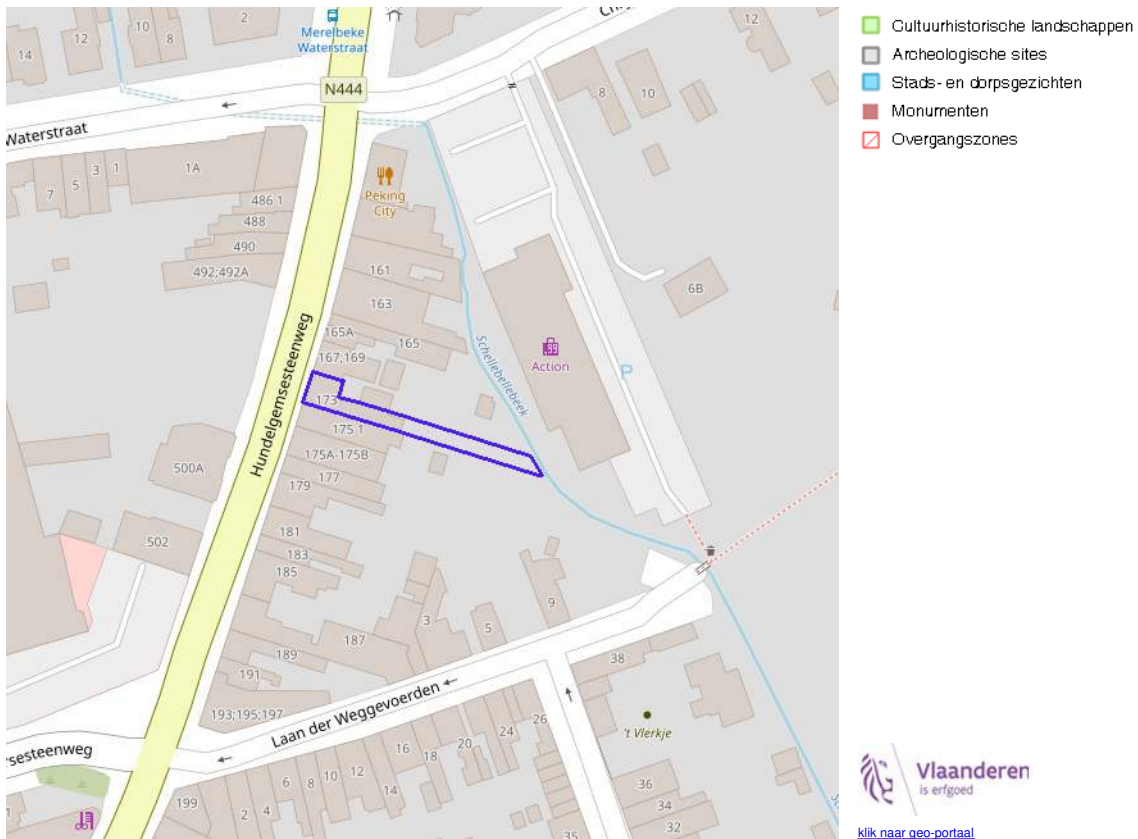 2
10
12
8
14
Merelbeke
Waterstraat
Chr
N444
8
10
Waterstraat
1A
1
3
5
7
Peking
City
486 1
488
490
492;492A
161
163
6B
165A
165
167;169
Action
P
Schellebellebeek
173
175 1
Hundelgemsesteenweg
175A-175B
500A
177
179
502
181
183
185
9
187
3
5
189
38
191
193;195;197
Laan der Weggevoerden
26
't Vlerkje
24
rsesteenweg
20
18
16
12
14
10
8
6
36
34
32
199
2
4
35
1
Cultuurhistorische landschappen
Archeologische sites
Stads- en dorpsgezichten
Monumenten
Overgangszones
Vlaanderen
is erfgoed
klik naar geo-portaal